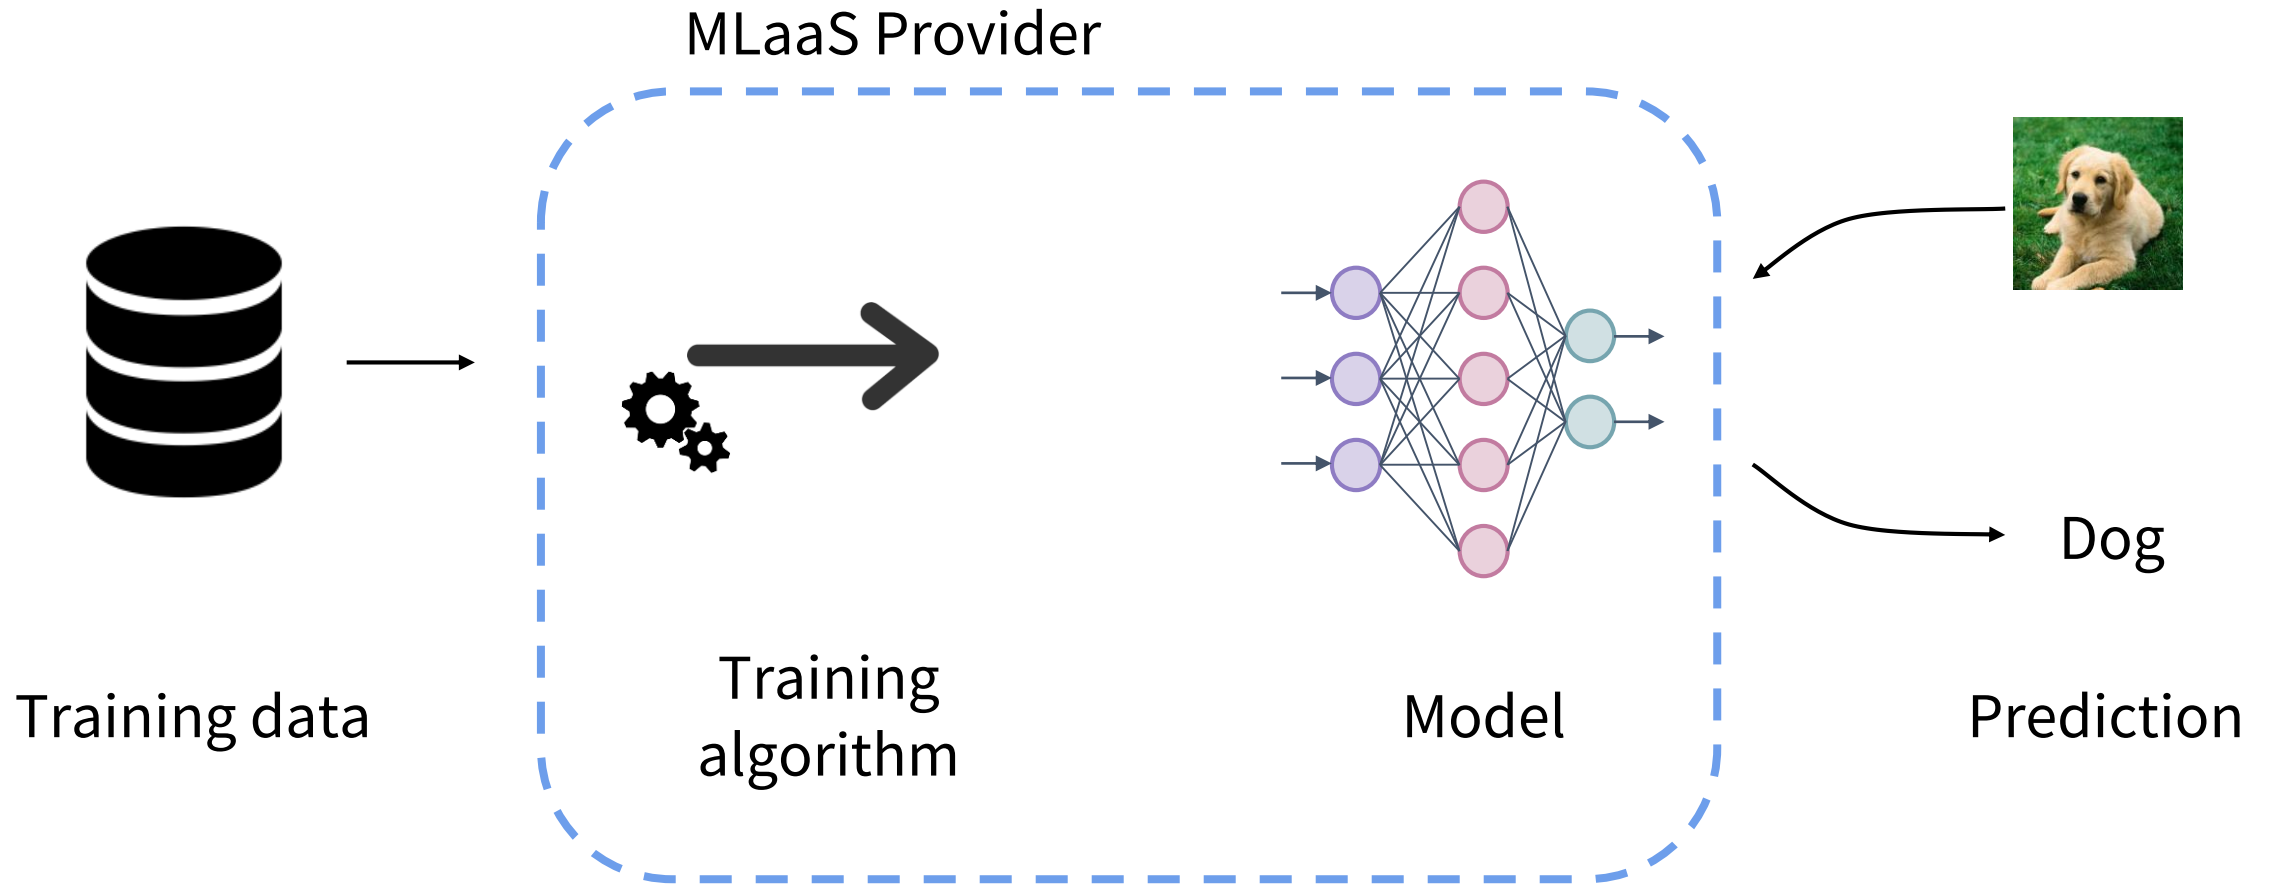 MLaaS Provider
Training data
Training
algorithm
Model
Dog
Prediction